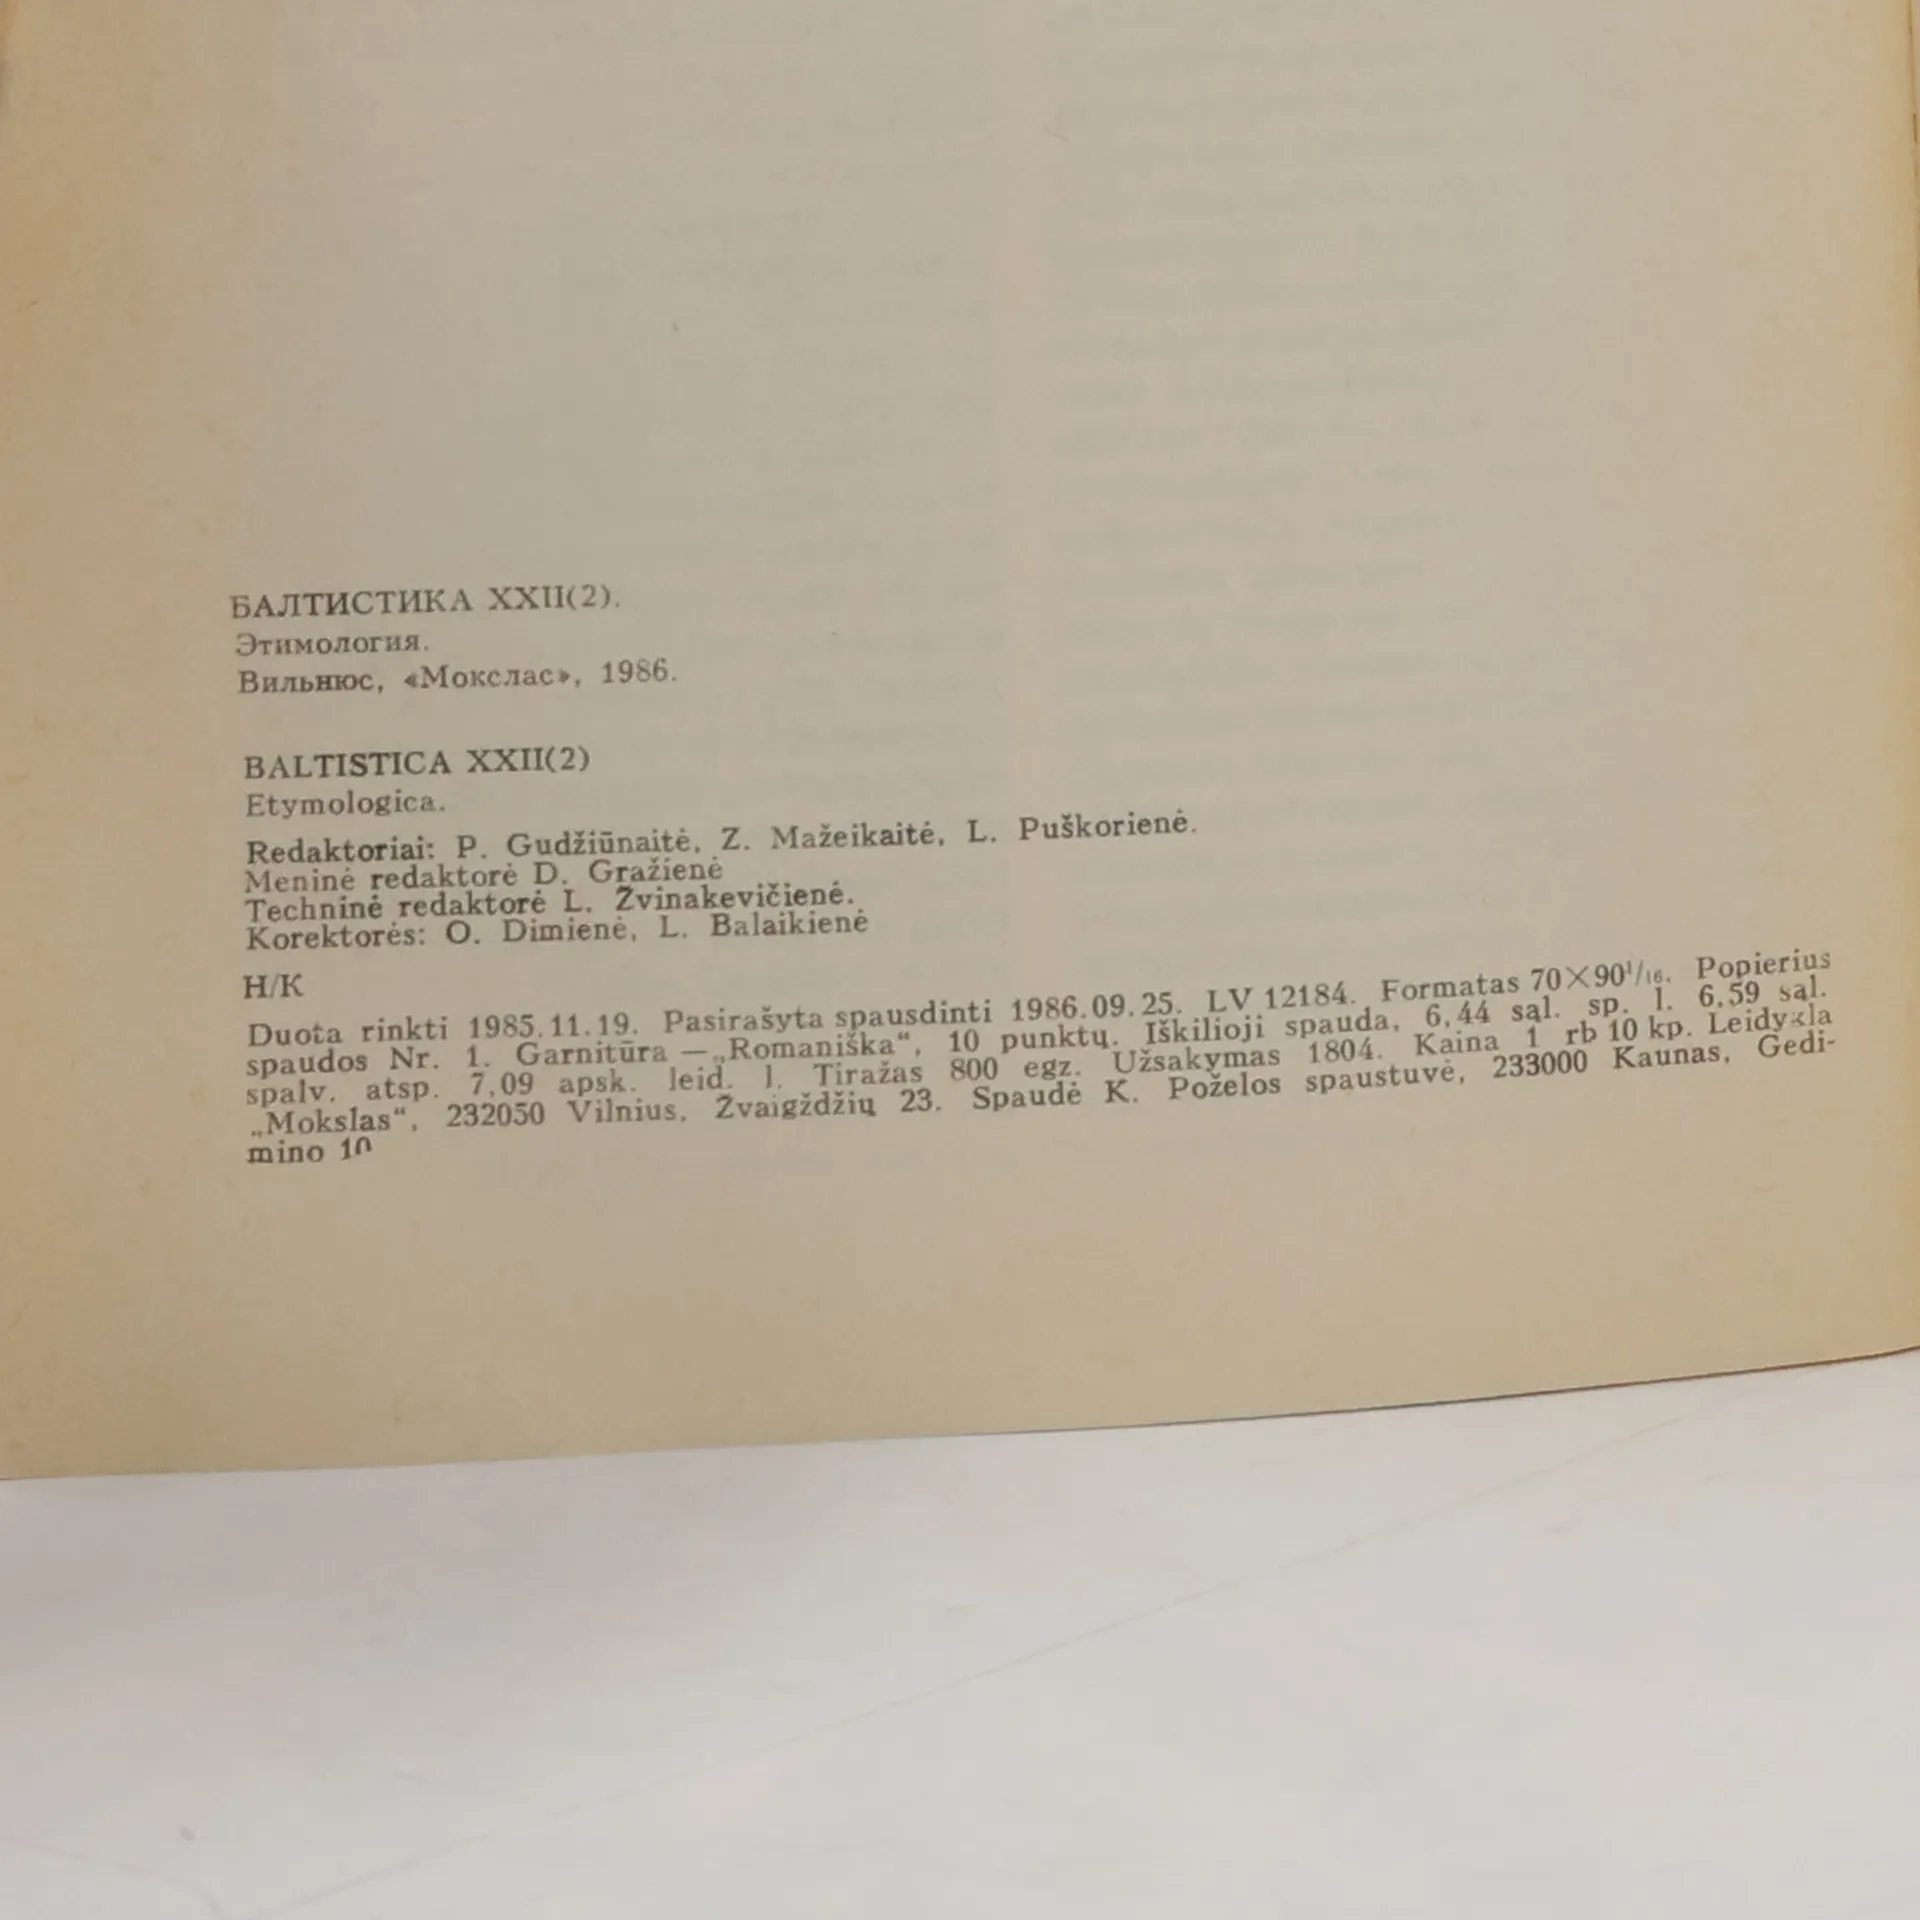 БАЛТИСТИКА XXII(2).
Этимология.
Вильнюс, «Мокслас», 1986.
BALTISTICA XXII(2)
Etymologica.
Redaktoriai: P. Gudžiūnaitė, Z. Mažeikaitė, L. Puškorienė.
Meninė redaktorė D. Gražienė
Techninė redaktorė L. Žvinakevičienė.
Korektorės: O. Dimienė, L. Balaikienė
Н/К
Duota rinkti 1985.11.19. Pasirašyta spausdinti 1986.09.25. LV 12184. Formatas 70×90¹/₁₆. Popierius
spaudos Nr. 1. Garnitūra — „Romaniška“, 10 punktų. Iškilioji spauda, 6,44 sąl. sp. l. 6,59 sąl.
spalv. atsp. 7,09 apsk. leid. l. Tiražas 800 egz. Užsakymas 1804. Kaina 1 rb 10 kp. Leidykla
„Mokslas“, 232050 Vilnius, Žvaigždžių 23. Spaudė K. Poželos spaustuvė, 233000 Kaunas, Gedi-
mino 10